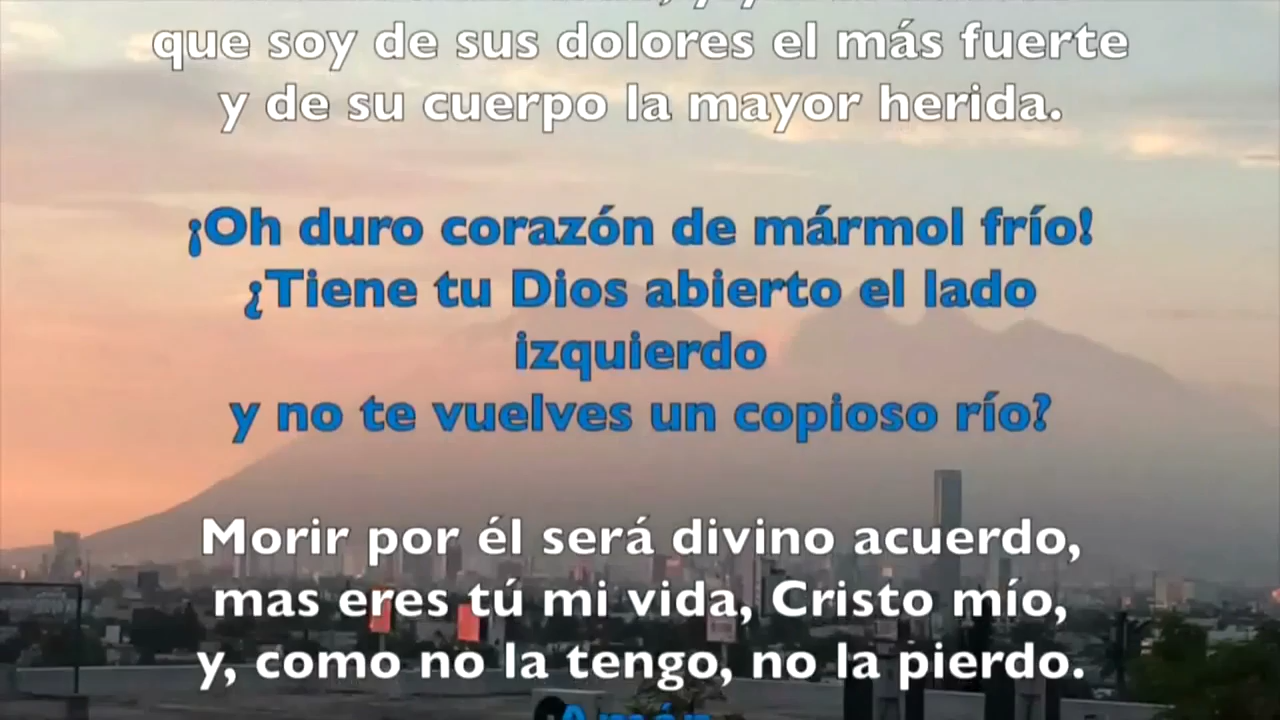 que soy de sus dolores el más fuerte
y de su cuerpo la mayor herida.
¡Oh duro corazón de mármol frío!
¿Tiene tu Dios abierto el lado
izquierdo
y no te vuelves un copioso río?
Morir por él será divino acuerdo,
mas eres tú mi vida, Cristo mío,
y, como no la tengo, no la pierdo.